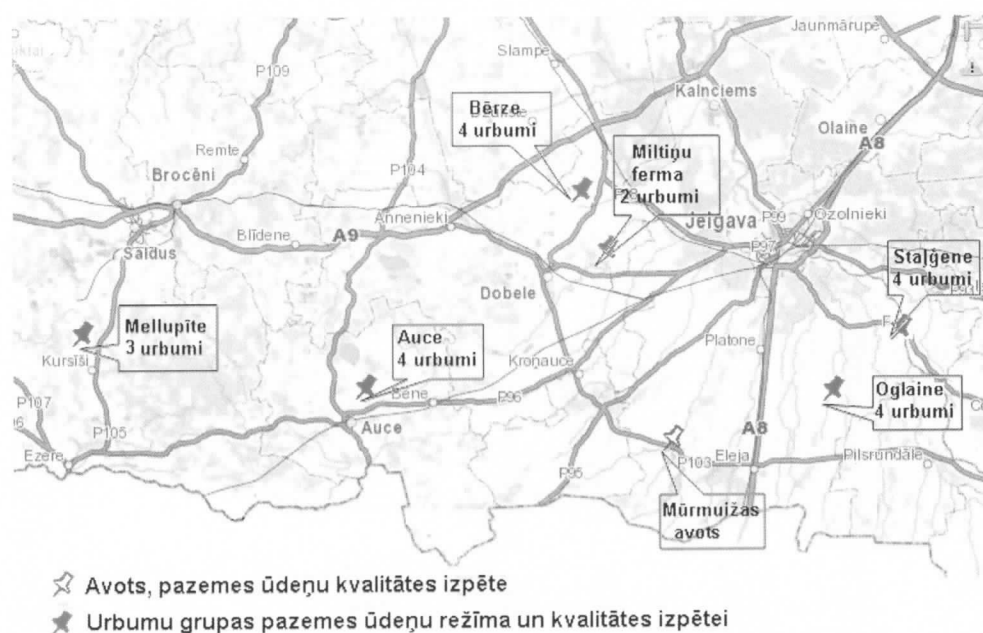 Jaunmārupe
Slampe
P109
Kalnciems
Bērze
4 urbumi
Olaine
A8
Remte
P104
Miltiņu
ferma
2 urbumi
Brocēni
Annenieki
Jelgava
P99
Ozolnieki
Blīdene
A9
P97
Saldus
Staļģene
4 urbumi
Dobele
Mellupīte
3 urbumi
Auce
4 urbumi
Kursīši
Kroņauce
Platone
Oglaine
4 urbumi
Bēne
P96
P107
Auce
A8
P105
Ezere
P103
Eleja
Pilsrundāle
P95
Mūrmuižas
avots
Avots, pazemes ūdeņu kvalitātes izpēte
Urbumu grupas pazemes ūdeņu režīma un kvalitātes izpētei